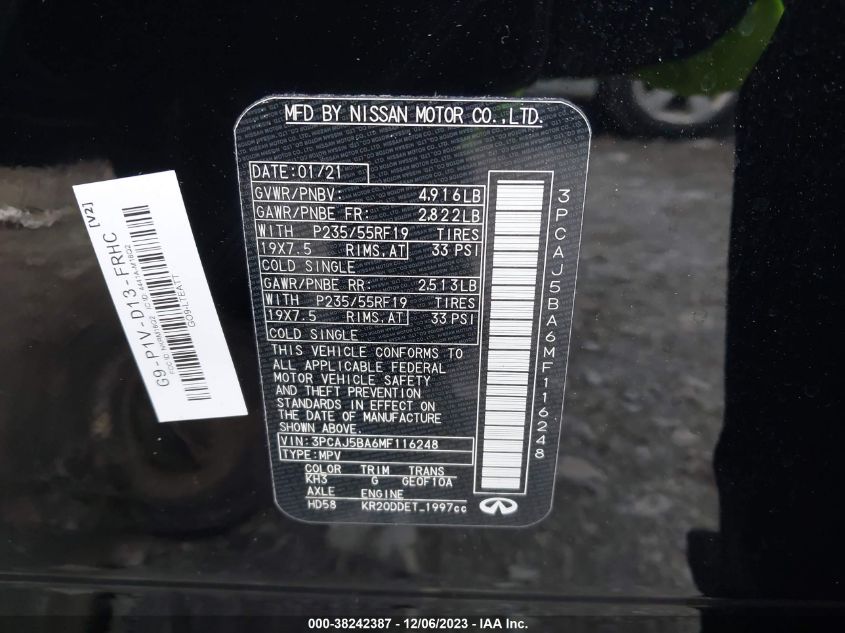 MFD BY NISSAN MOTOR CO.,LTD.
DATE:01/21
GVWR/PNBV: 4,916LB
GAWR/PNBE FR: 2,822LB
WITH P235/55RF19 TIRES
19X7.5 RIMS,AT 33 PSI
COLD SINGLE
GAWR/PNBE RR: 2,513LB
WITH P235/55RF19 TIRES
19X7.5 RIMS,AT 33 PSI
COLD SINGLE
THIS VEHICLE CONFORMS TO
ALL APPLICABLE FEDERAL
MOTOR VEHICLE SAFETY
AND THEFT PREVENTION
STANDARDS IN EFFECT ON
THE DATE OF MANUFACTURE
SHOWN ABOVE.
VIN:3PCAJ5BA6MF116248
TYPE:MPV
COLOR TRIM TRANS
KH3 G GE0F10A
AXLE ENGINE
HD58 KR20DDET_1997cc
3PCAJ5BA6MF116248
[V2]
G9-P1V-D13-FRHC
000-38242387 - 12/06/2023 - IAA Inc.